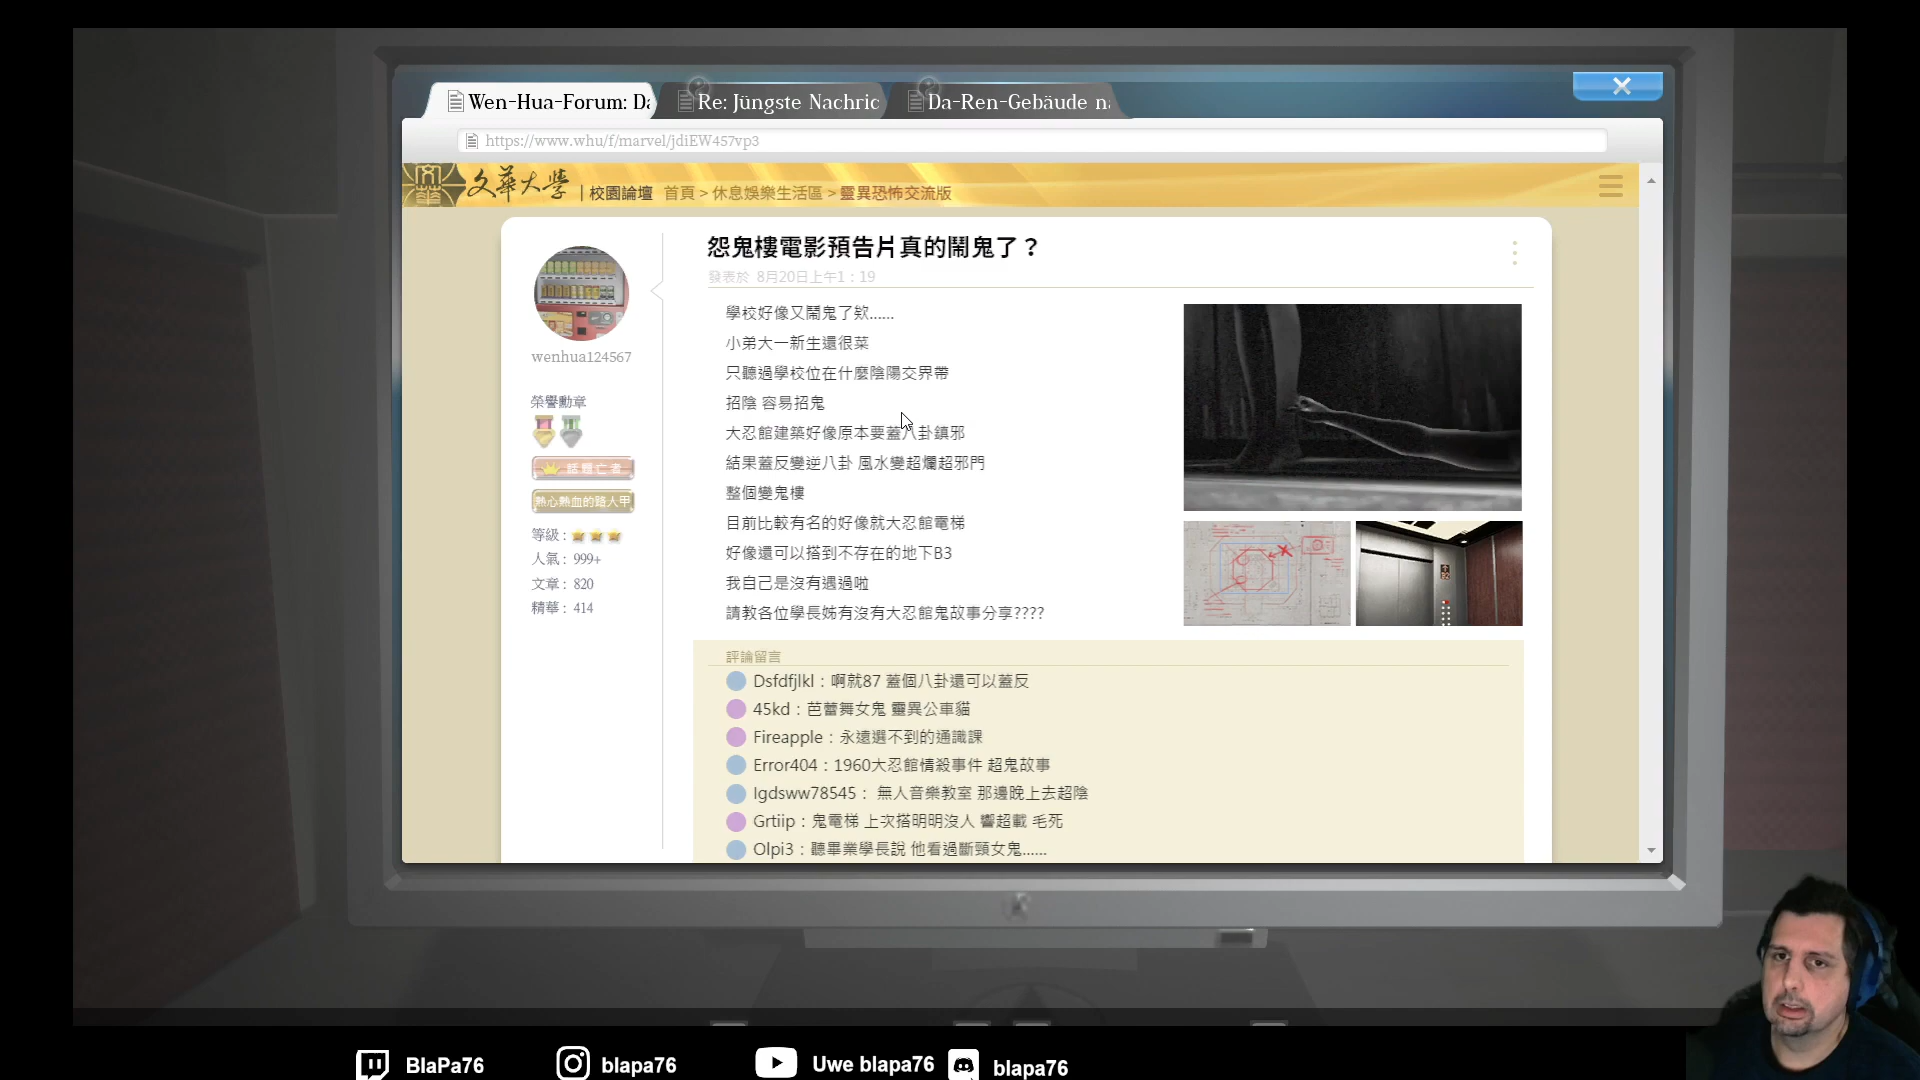 Wen-Hua-Forum: Da
Re: Jüngste Nachric
Da-Ren-Gebäude na
https://www.whu/f/marvel/jdiEW457vp3
文華大學 | 校園論壇 首頁 > 休息娛樂生活區 > 靈異恐怖交流版
怨鬼樓電影預告片真的鬧鬼了？
發表於 8月20日上午1：19
wenhua124567
榮譽勳章
話題亡者
熱心熱血的路人甲
等級：
人氣：999+
文章：820
精華：414
學校好像又鬧鬼了欸......
小弟大一新生還很菜
只聽過學校位在什麼陰陽交界帶
招陰 容易招鬼
大忍館建築好像原本要蓋八卦鎮邪
結果蓋反變逆八卦 風水變超爛超邪門
整個變鬼樓
目前比較有名的好像就大忍館電梯
好像還可以搭到不存在的地下B3
我自己是沒有遇過啦
請教各位學長姊有沒有大忍館鬼故事分享????
評論留言
Dsfdfjlkl：啊就87 蓋個八卦還可以蓋反
45kd：芭蕾舞女鬼 靈異公車貓
Fireapple：永遠選不到的通識課
Error404：1960大忍館情殺事件 超鬼故事
Igdsww78545： 無人音樂教室 那邊晚上去超陰
Grtiip：鬼電梯 上次搭明明沒人 響超載 毛死
Olpi3：聽畢業學長說 他看過斷頸女鬼......
BlaPa76
blapa76
Uwe blapa76
blapa76